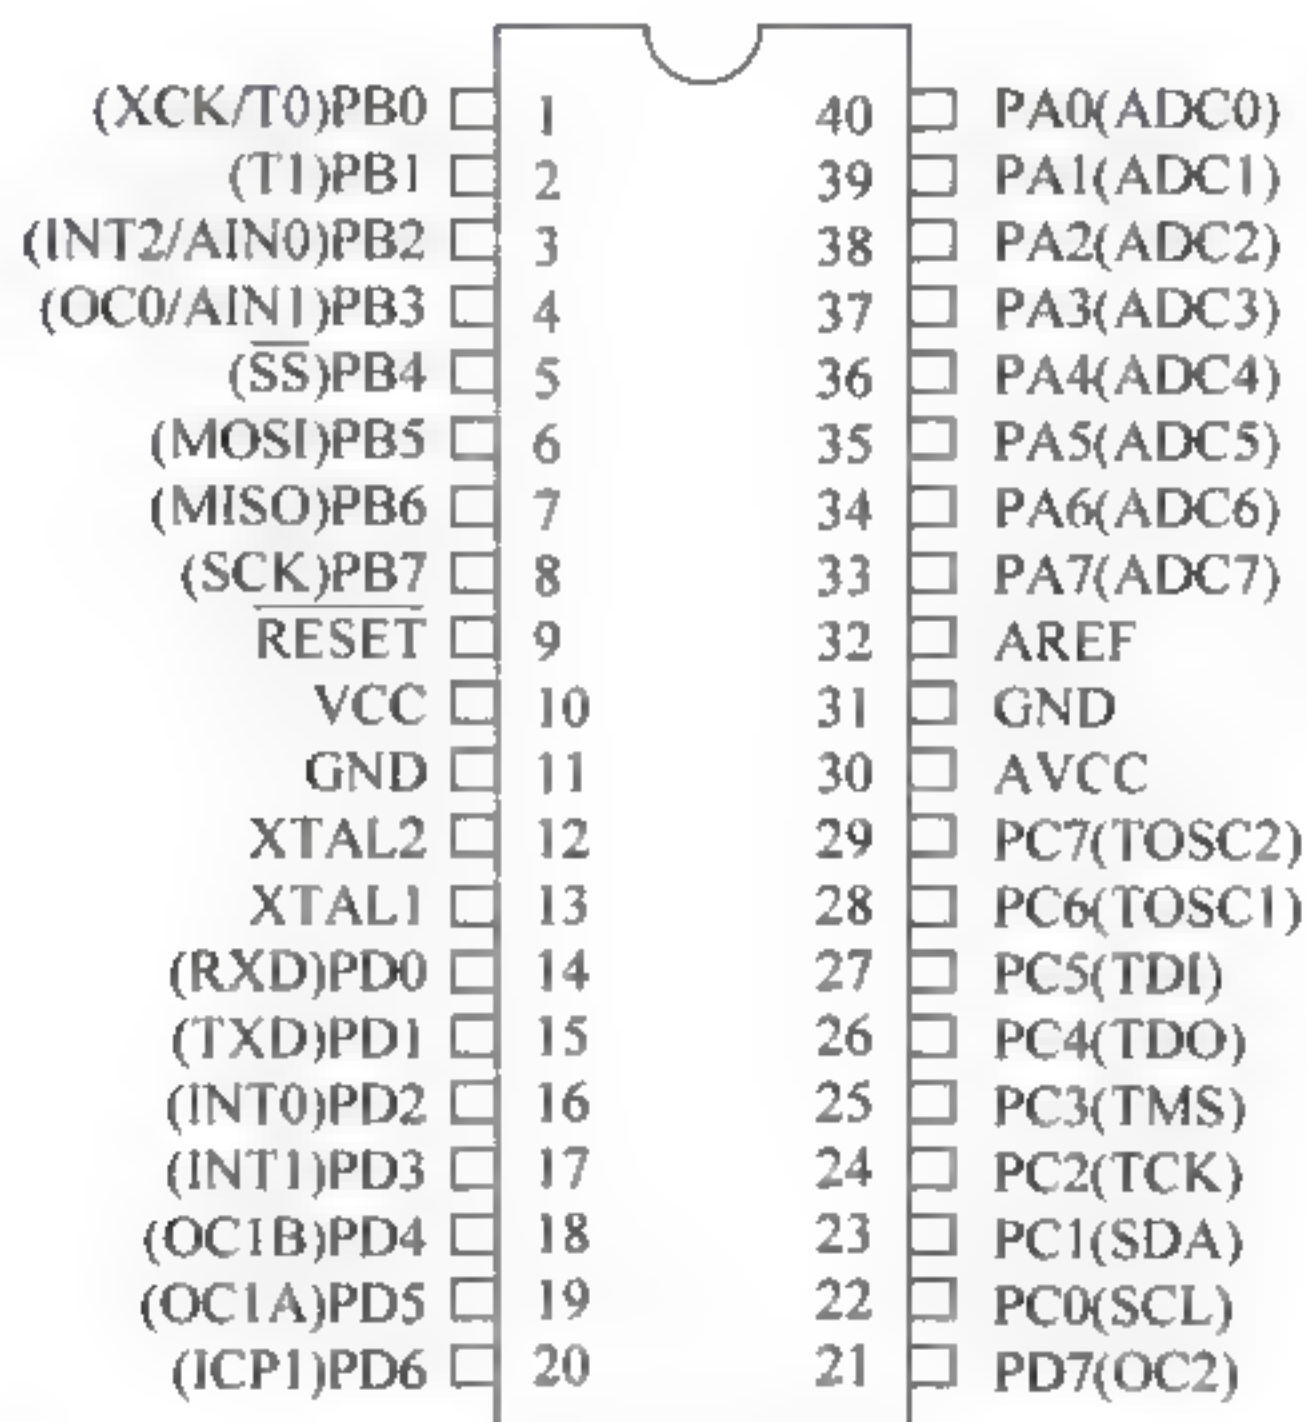 (XCK/T0)PB0 1 40 PA0(ADC0)
(T1)PB1 2 39 PA1(ADC1)
(INT2/AIN0)PB2 3 38 PA2(ADC2)
(OC0/AIN1)PB3 4 37 PA3(ADC3)
(S̅S̅)PB4 5 36 PA4(ADC4)
(MOSI)PB5 6 35 PA5(ADC5)
(MISO)PB6 7 34 PA6(ADC6)
(SCK)PB7 8 33 PA7(ADC7)
R̅E̅S̅E̅T̅ 9 32 AREF
VCC 10 31 GND
GND 11 30 AVCC
XTAL2 12 29 PC7(TOSC2)
XTAL1 13 28 PC6(TOSC1)
(RXD)PD0 14 27 PC5(TDI)
(TXD)PD1 15 26 PC4(TDO)
(INT0)PD2 16 25 PC3(TMS)
(INT1)PD3 17 24 PC2(TCK)
(OC1B)PD4 18 23 PC1(SDA)
(OC1A)PD5 19 22 PC0(SCL)
(ICP1)PD6 20 21 PD7(OC2)